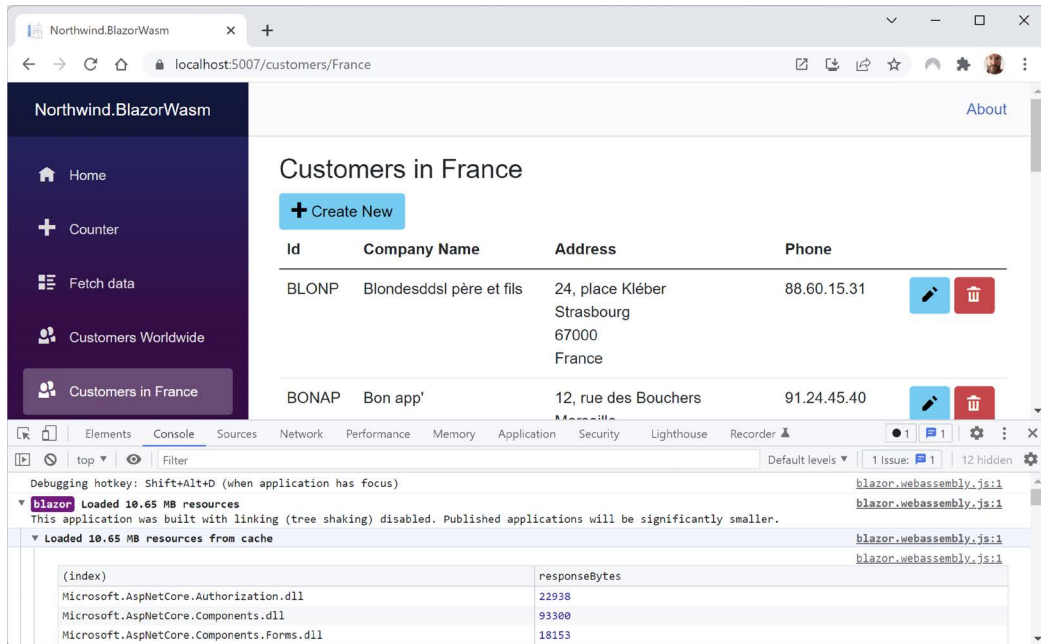 Northwind.BlazorWasm
localhost:5007/customers/France
Northwind.BlazorWasm
About
Home
Counter
Fetch data
Customers Worldwide
Customers in France
Customers in France
Create New
Id Company Name Address Phone
BLONP Blondesddsl père et fils 24, place Kléber 88.60.15.31
Strasbourg
67000
France
BONAP Bon app' 12, rue des Bouchers 91.24.45.40
Marseille
Elements Console Sources Network Performance Memory Application Security Lighthouse Recorder 1 1
top Filter Default levels 1 Issue: 1 12 hidden
Debugging hotkey: Shift+Alt+D (when application has focus) blazor.webassembly.js:1
blazor Loaded 10.65 MB resources blazor.webassembly.js:1
This application was built with linking (tree shaking) disabled. Published applications will be significantly smaller.
Loaded 10.65 MB resources from cache blazor.webassembly.js:1
blazor.webassembly.js:1
(index) responseBytes
Microsoft.AspNetCore.Authorization.dll 22938
Microsoft.AspNetCore.Components.dll 93300
Microsoft.AspNetCore.Components.Forms.dll 18153